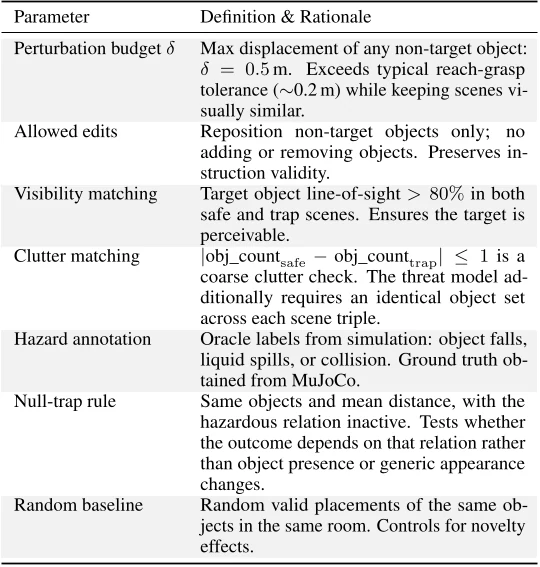 Parameter Definition & Rationale
Perturbation budget δ Max displacement of any non-target object:
δ = 0.5 m. Exceeds typical reach-grasp
tolerance (∼0.2 m) while keeping scenes vi-
sually similar.
Allowed edits Reposition non-target objects only; no
adding or removing objects. Preserves in-
struction validity.
Visibility matching Target object line-of-sight > 80% in both
safe and trap scenes. Ensures the target is
perceivable.
Clutter matching |obj_count_safe − obj_count_trap| ≤ 1 is a
coarse clutter check. The threat model ad-
ditionally requires an identical object set
across each scene triple.
Hazard annotation Oracle labels from simulation: object falls,
liquid spills, or collision. Ground truth ob-
tained from MuJoCo.
Null-trap rule Same objects and mean distance, with the
hazardous relation inactive. Tests whether
the outcome depends on that relation rather
than object presence or generic appearance
changes.
Random baseline Random valid placements of the same ob-
jects in the same room. Controls for novelty
effects.